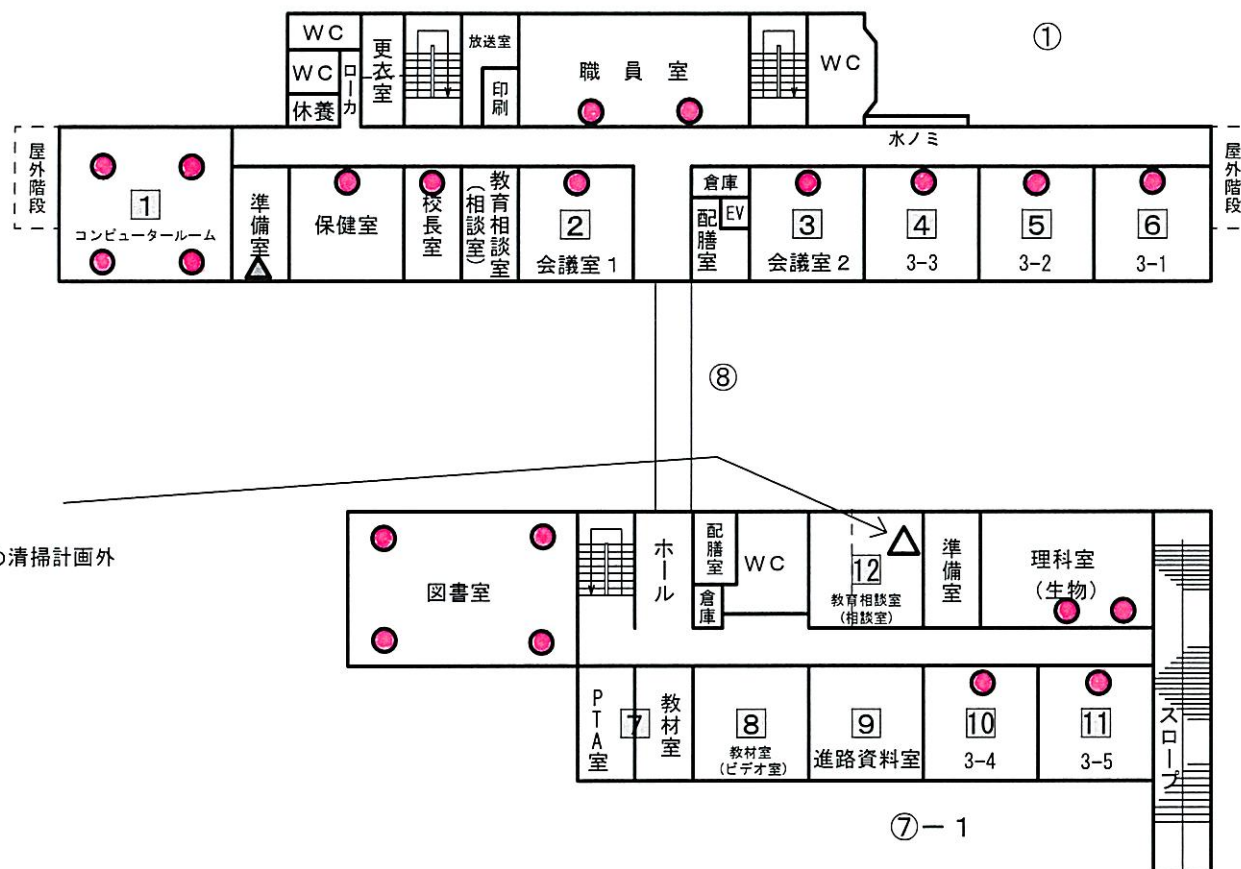 ①
WC
WC
休養
ローカ
更衣室
放送室
印刷
職員室
WC
水ノミ
屋外階段
屋外階段
1
コンピュータールーム
準備室
保健室
校長室
教育相談室
(相談室)
2
会議室1
倉庫
EV
配膳室
3
会議室2
4
3-3
5
3-2
6
3-1
⑧
の清掃計画外
図書室
ホール
配膳室
倉庫
WC
12
教育相談室
(相談室)
準備室
理科室
(生物)
スロープ
PTA室
7
教材室
8
教材室
(ビデオ室)
9
進路資料室
10
3-4
11
3-5
⑦-1